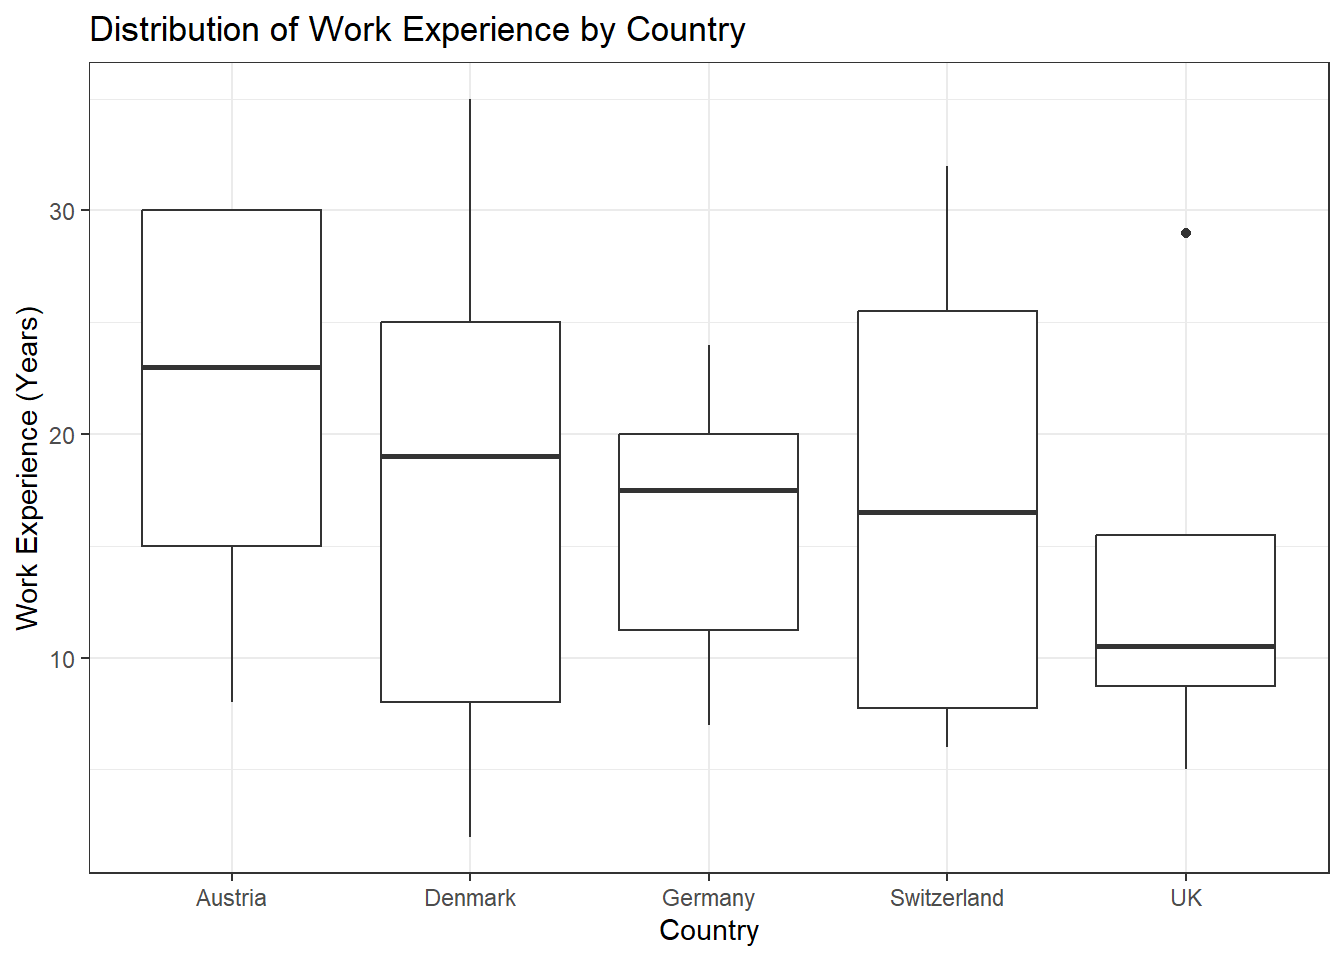 Distribution of Work Experience by Country
Work Experience (Years)
30
20
10
Austria Denmark Germany Switzerland UK
Country